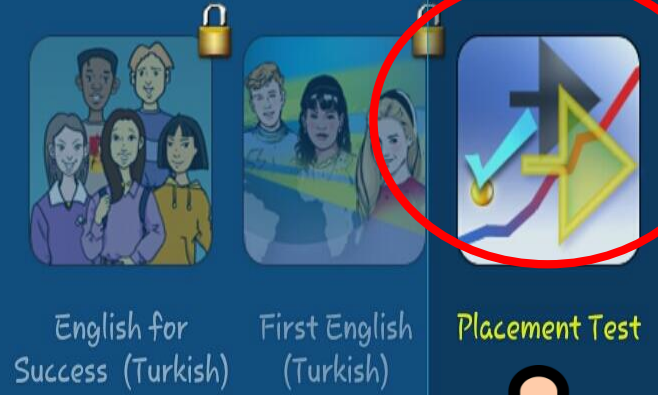 English for
Success (Turkish)
First English
(Turkish)
Placement Test